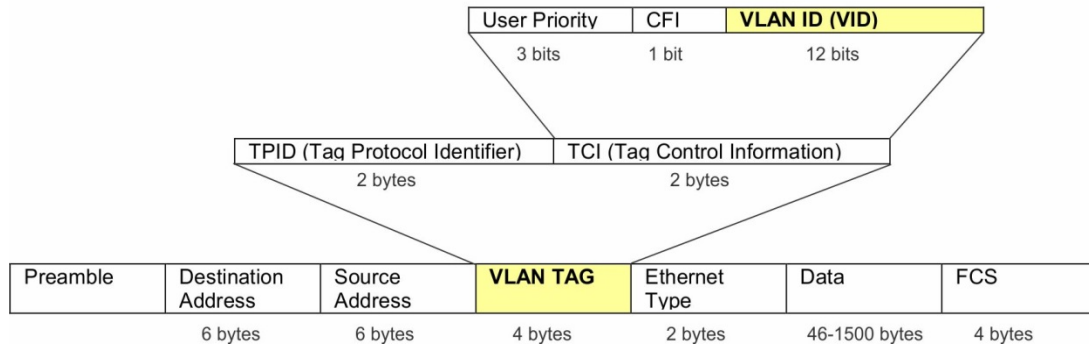 User Priority CFI VLAN ID (VID)
3 bits 1 bit 12 bits
TPID (Tag Protocol Identifier) TCI (Tag Control Information)
2 bytes 2 bytes
Preamble Destination Address Source Address VLAN TAG Ethernet Type Data FCS
6 bytes 6 bytes 4 bytes 2 bytes 46-1500 bytes 4 bytes